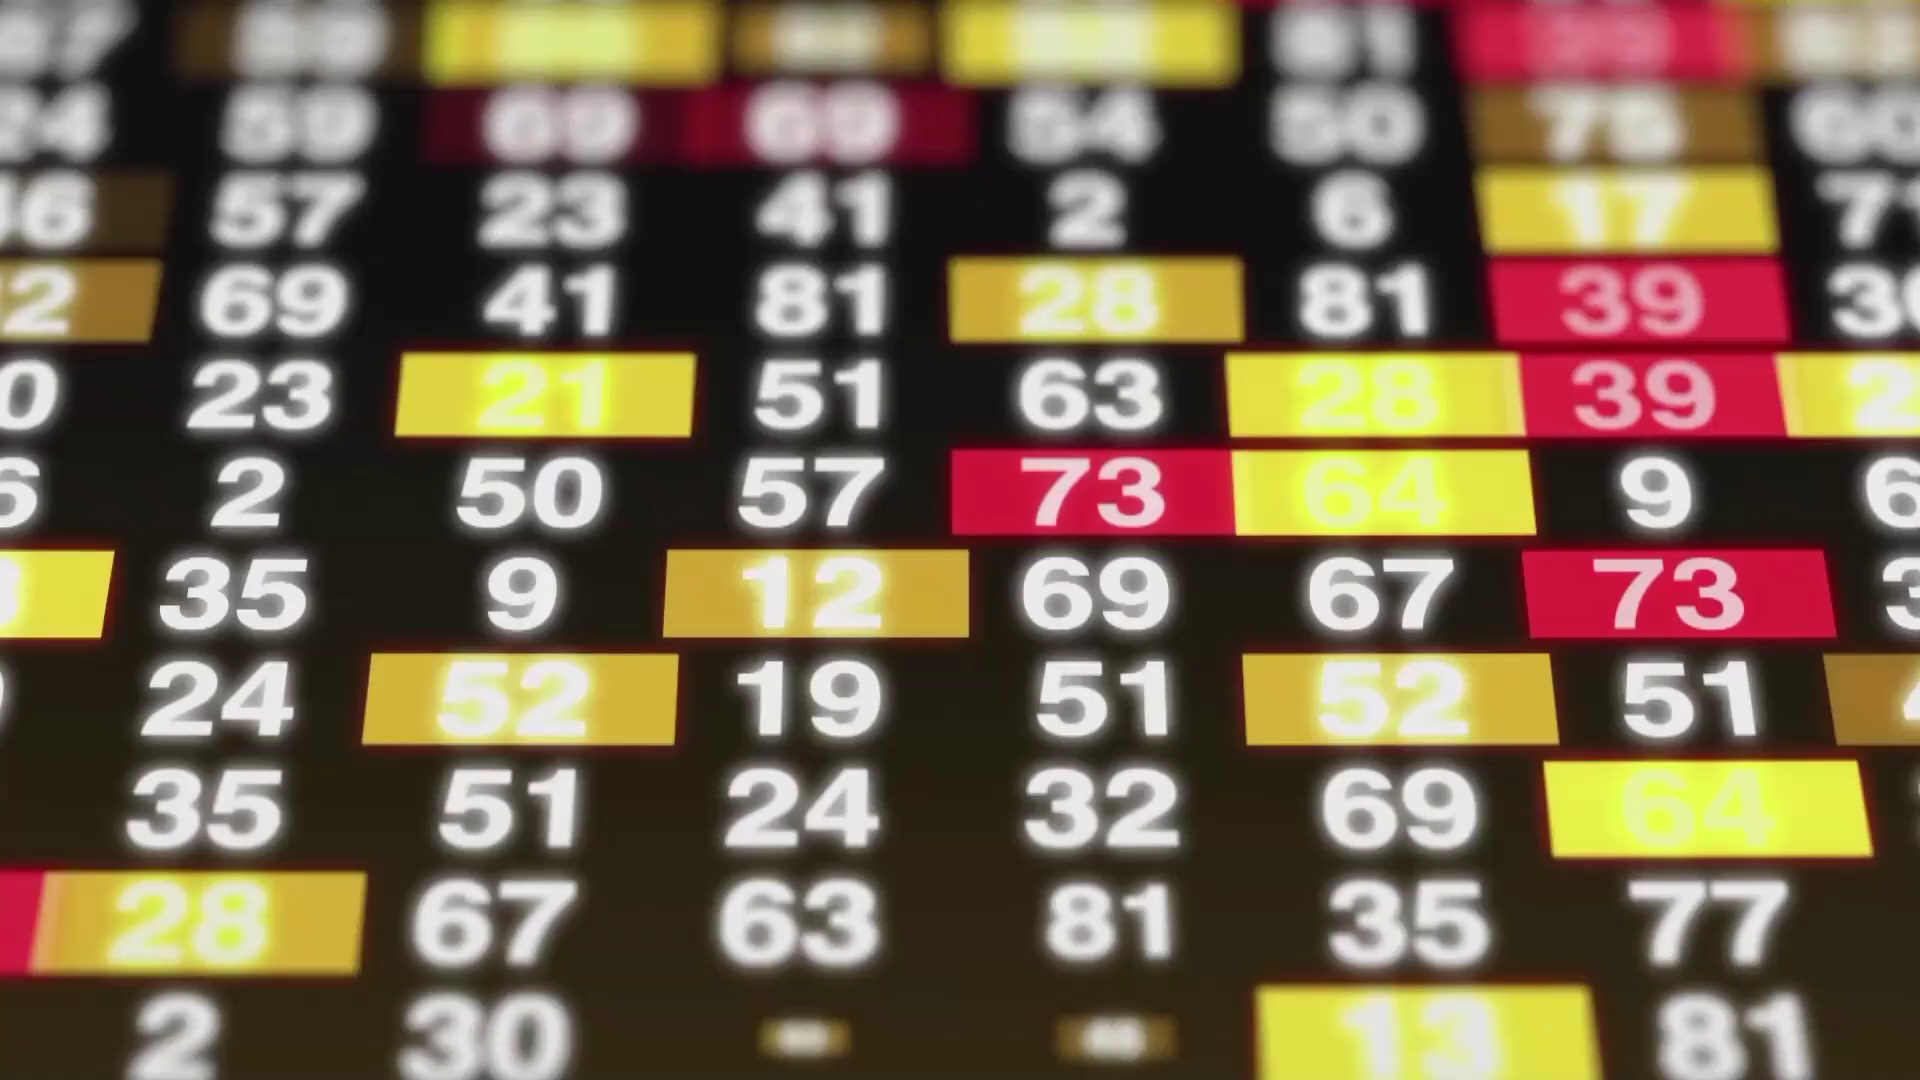 59 69 69 54 50 75
57 23 41 2 6 17
69 41 81 28 81 39
23 21 51 63 28 39
2 50 57 73 64 9
35 9 12 69 67 73
24 52 19 51 52 51
35 51 24 32 69 64
28 67 63 81 35 77
2 30 13 81